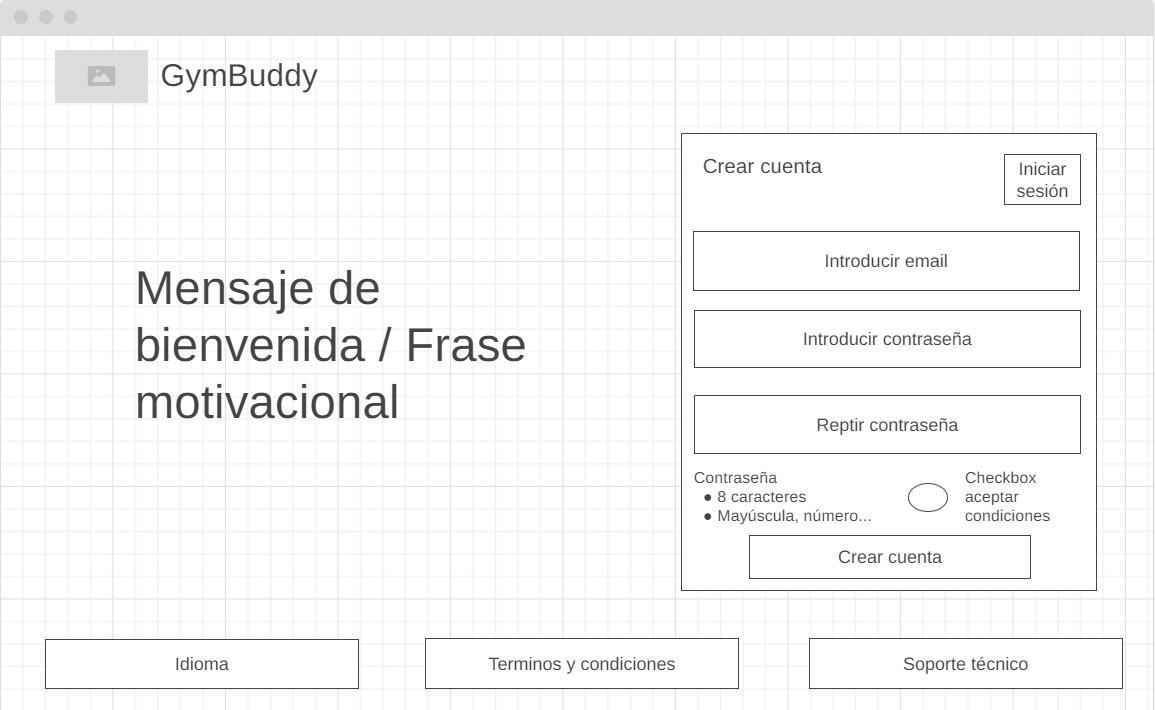 GymBuddy
Crear cuenta
Iniciar
sesión
Mensaje de
bienvenida / Frase
motivacional
Introducir email
Introducir contraseña
Reptir contraseña
Contraseña
● 8 caracteres
● Mayúscula, número...
Checkbox
aceptar
condiciones
Crear cuenta
Idioma
Terminos y condiciones
Soporte técnico